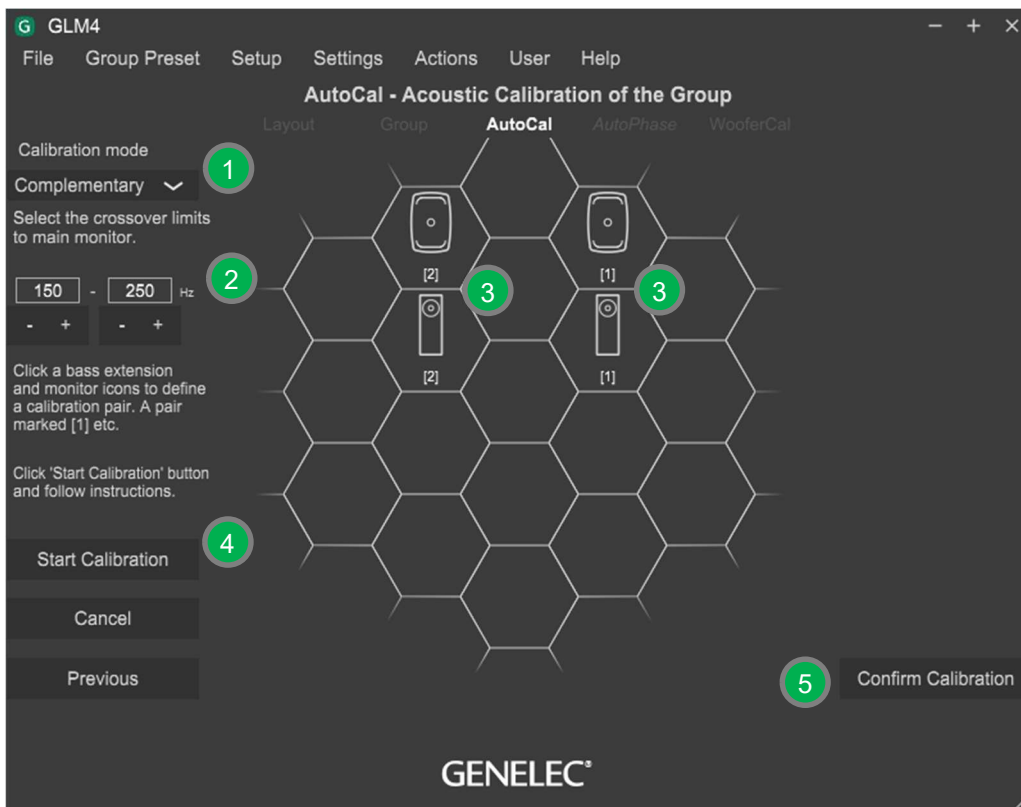 GLM4
File Group Preset Setup Settings Actions User Help
AutoCal - Acoustic Calibration of the Group
Layout Group AutoCal AutoPhase WooferCal
Calibration mode
1
Complementary
Select the crossover limits
to main monitor.
2
150 - 250 Hz
- + - +
[2] [1]
3 3
Click a bass extension
and monitor icons to define
a calibration pair. A pair
marked [1] etc.
[2] [1]
Click 'Start Calibration' button
and follow instructions.
4
Start Calibration
Cancel
Previous
5
Confirm Calibration
GENELEC®